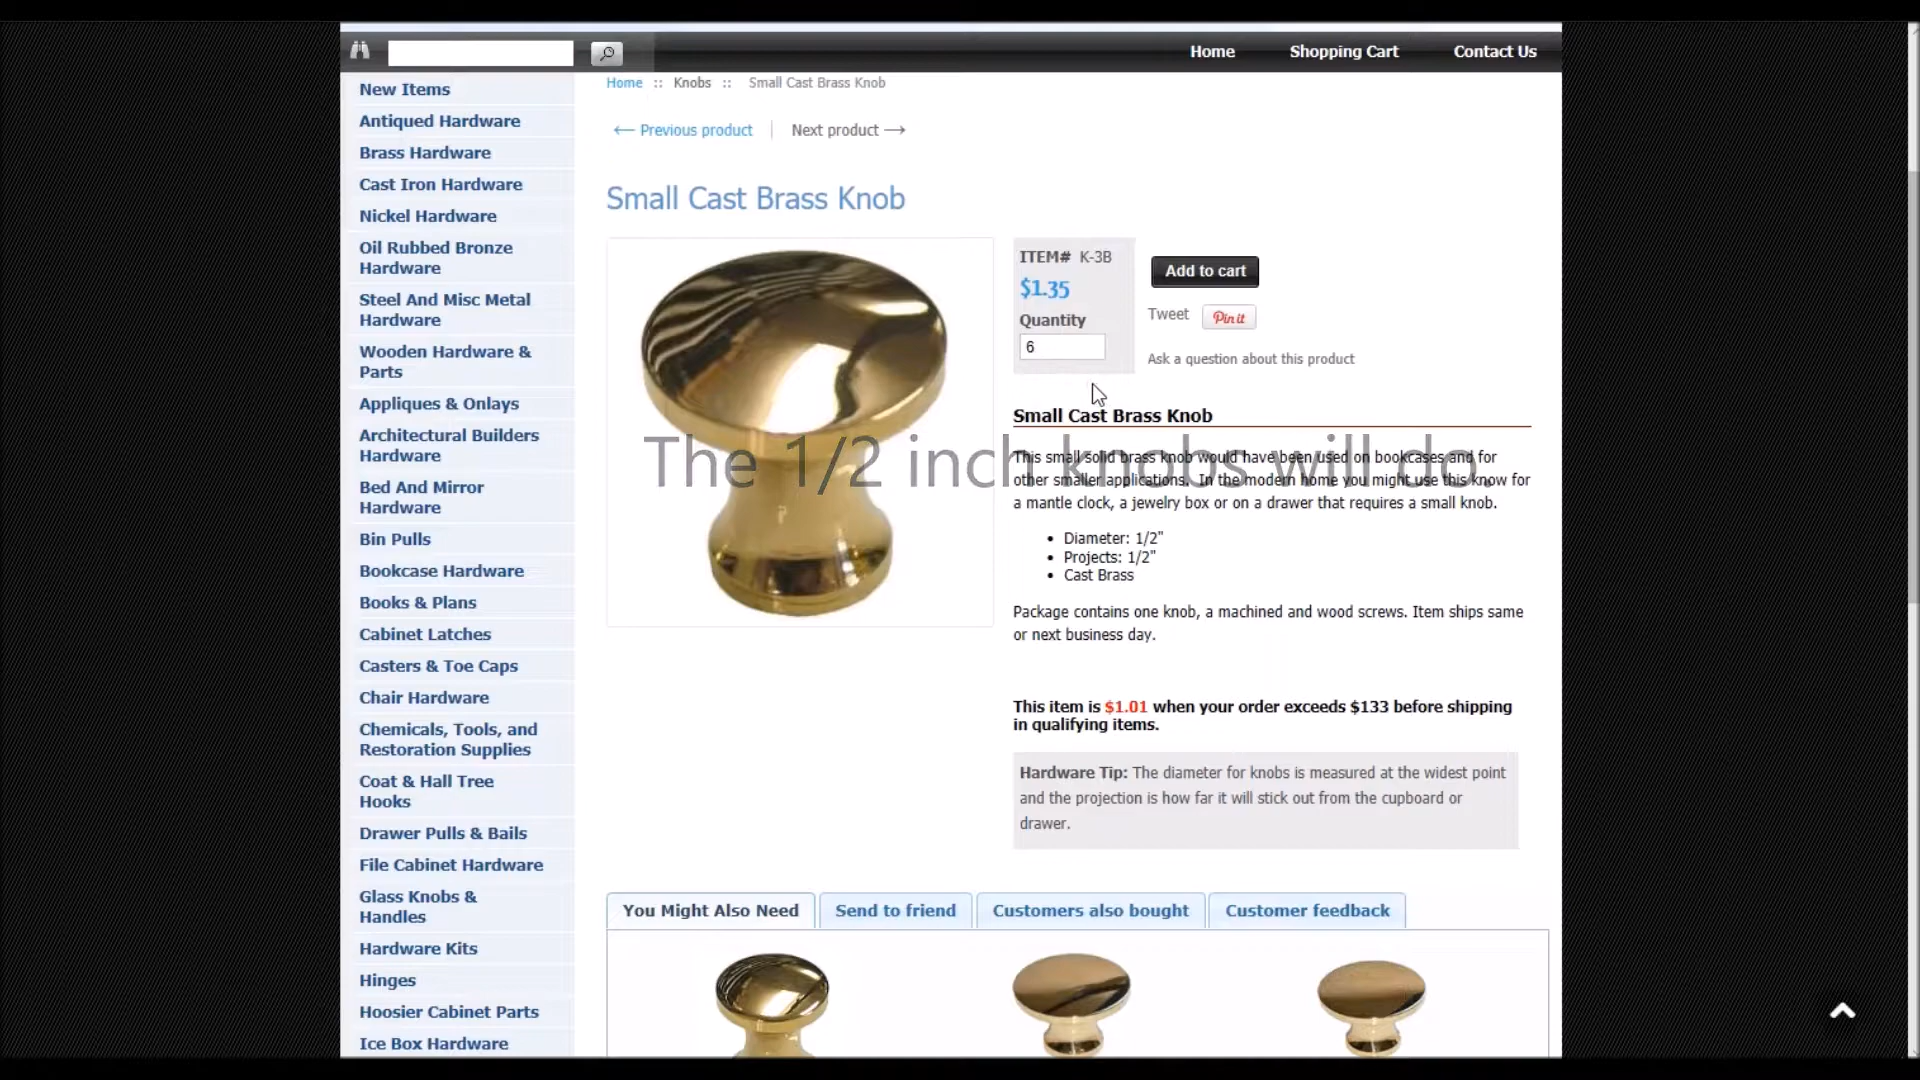 Home
Shopping Cart
Contact Us
New Items
Antiqued Hardware
Brass Hardware
Cast Iron Hardware
Nickel Hardware
Oil Rubbed Bronze
Hardware
Steel And Misc Metal
Hardware
Wooden Hardware &
Parts
Appliques & Onlays
Architectural Builders
Hardware
Bed And Mirror
Hardware
Bin Pulls
Bookcase Hardware
Books & Plans
Cabinet Latches
Casters & Toe Caps
Chair Hardware
Chemicals, Tools, and
Restoration Supplies
Coat & Hall Tree
Hooks
Drawer Pulls & Bails
File Cabinet Hardware
Glass Knobs &
Handles
Hardware Kits
Hinges
Hoosier Cabinet Parts
Ice Box Hardware
Home :: Knobs :: Small Cast Brass Knob
← Previous product | Next product →
Small Cast Brass Knob
ITEM# K-3B
$1.35
Quantity
6
Add to cart
Tweet
Pin it
Ask a question about this product
Small Cast Brass Knob
The 1/2 inch knobs will do.
This small solid brass knob would have been used on bookcases and for
other smaller applications. In the modern home you might use this know for
a mantle clock, a jewelry box or on a drawer that requires a small knob.
• Diameter: 1/2"
• Projects: 1/2"
• Cast Brass
Package contains one knob, a machined and wood screws. Item ships same
or next business day.
This item is $1.01 when your order exceeds $133 before shipping
in qualifying items.
Hardware Tip: The diameter for knobs is measured at the widest point
and the projection is how far it will stick out from the cupboard or
drawer.
You Might Also Need
Send to friend
Customers also bought
Customer feedback